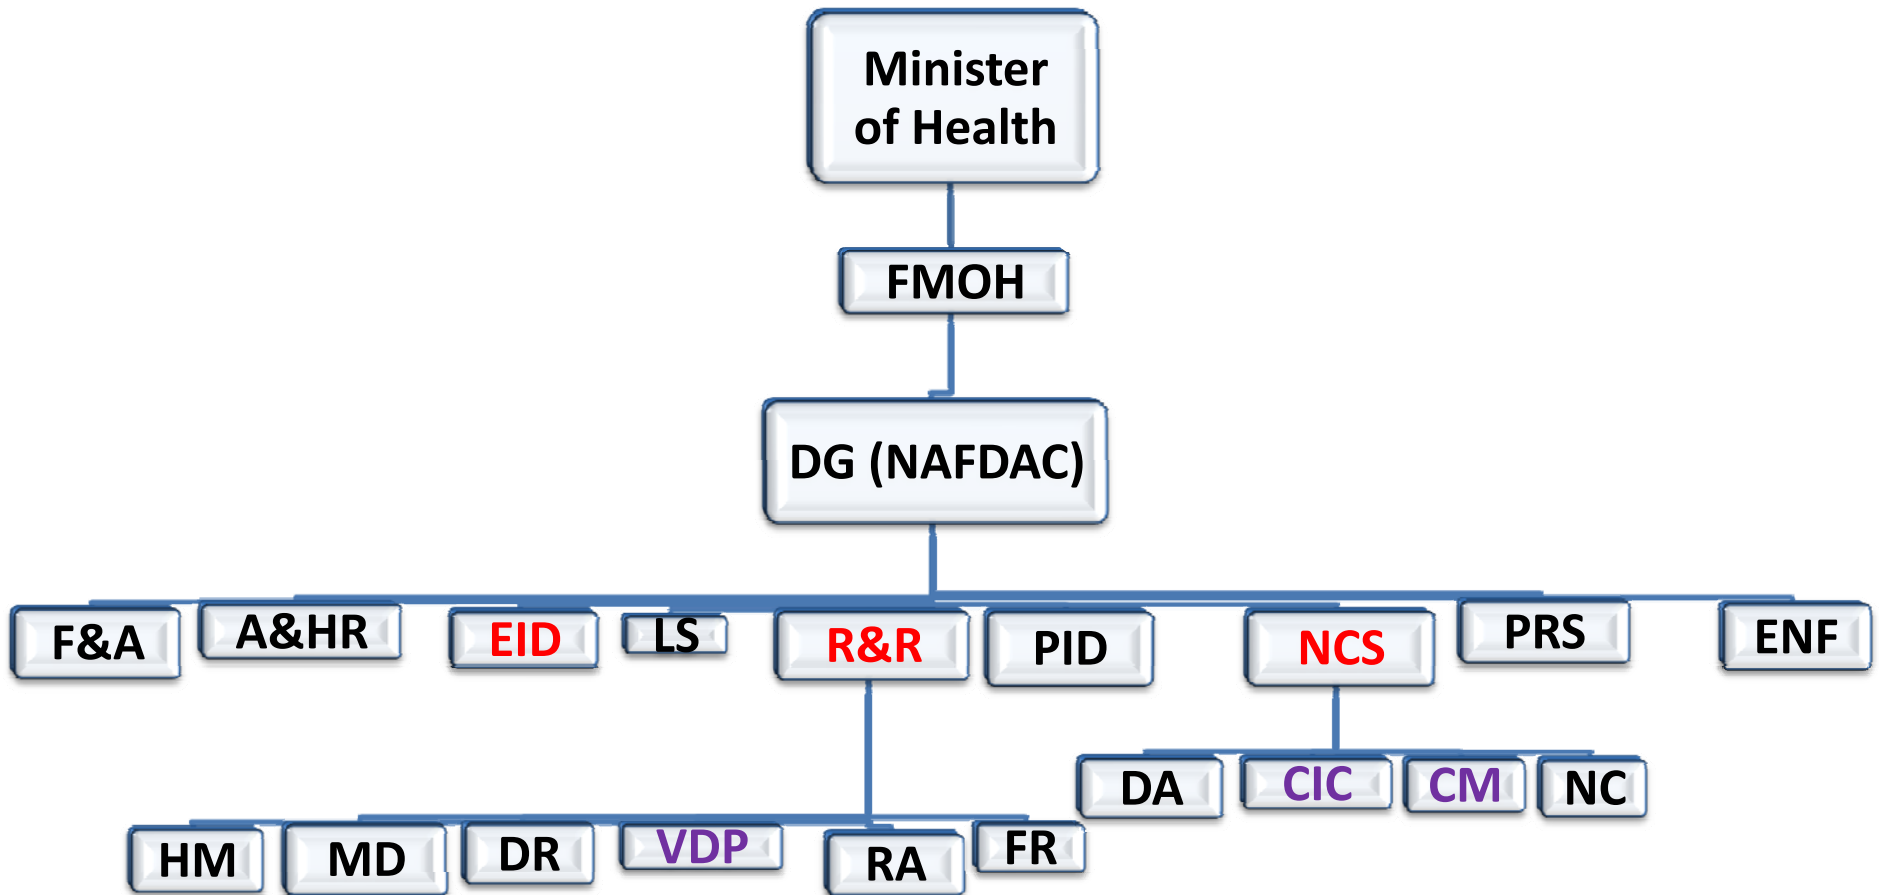 Minister
of Health
FMOH
DG (NAFDAC)
F&A
A&HR
EID
LS
R&R
PID
NCS
PRS
ENF
DA
CIC
CM
NC
HM
MD
DR
VDP
RA
FR